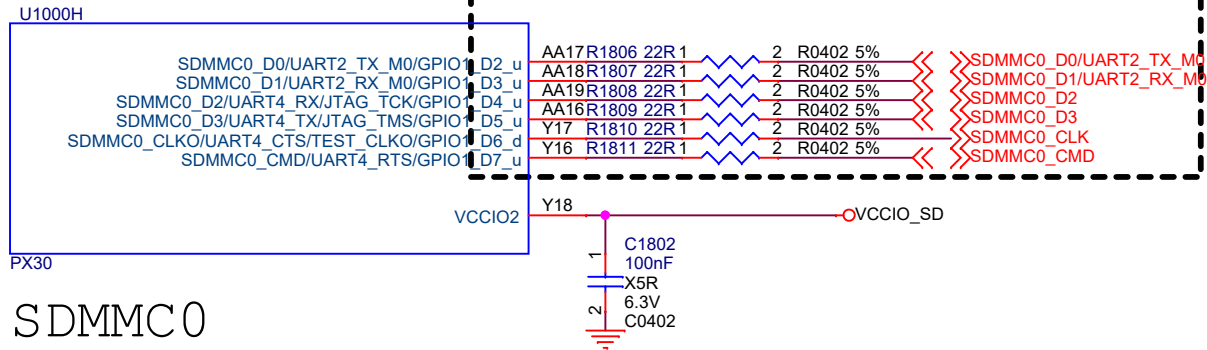 U1000H
SDMMC0_D0/UART2_TX_M0/GPIO1_D2_u AA17 R1806 22R 1 2 R0402 5% SDMMC0_D0/UART2_TX_M0
SDMMC0_D1/UART2_RX_M0/GPIO1_D3_u AA18 R1807 22R 1 2 R0402 5% SDMMC0_D1/UART2_RX_M0
SDMMC0_D2/UART4_RX/JTAG_TCK/GPIO1_D4_u AA19 R1808 22R 1 2 R0402 5% SDMMC0_D2
SDMMC0_D3/UART4_TX/JTAG_TMS/GPIO1_D5_u AA16 R1809 22R 1 2 R0402 5% SDMMC0_D3
SDMMC0_CLKO/UART4_CTS/TEST_CLKO/GPIO1_D6_d Y17 R1810 22R 1 2 R0402 5% SDMMC0_CLK
SDMMC0_CMD/UART4_RTS/GPIO1_D7_u Y16 R1811 22R 1 2 R0402 5% SDMMC0_CMD
VCCIO2 Y18 VCCIO_SD
1 C1802
100nF
PX30
X5R
6.3V
2 C0402
SDMMC0